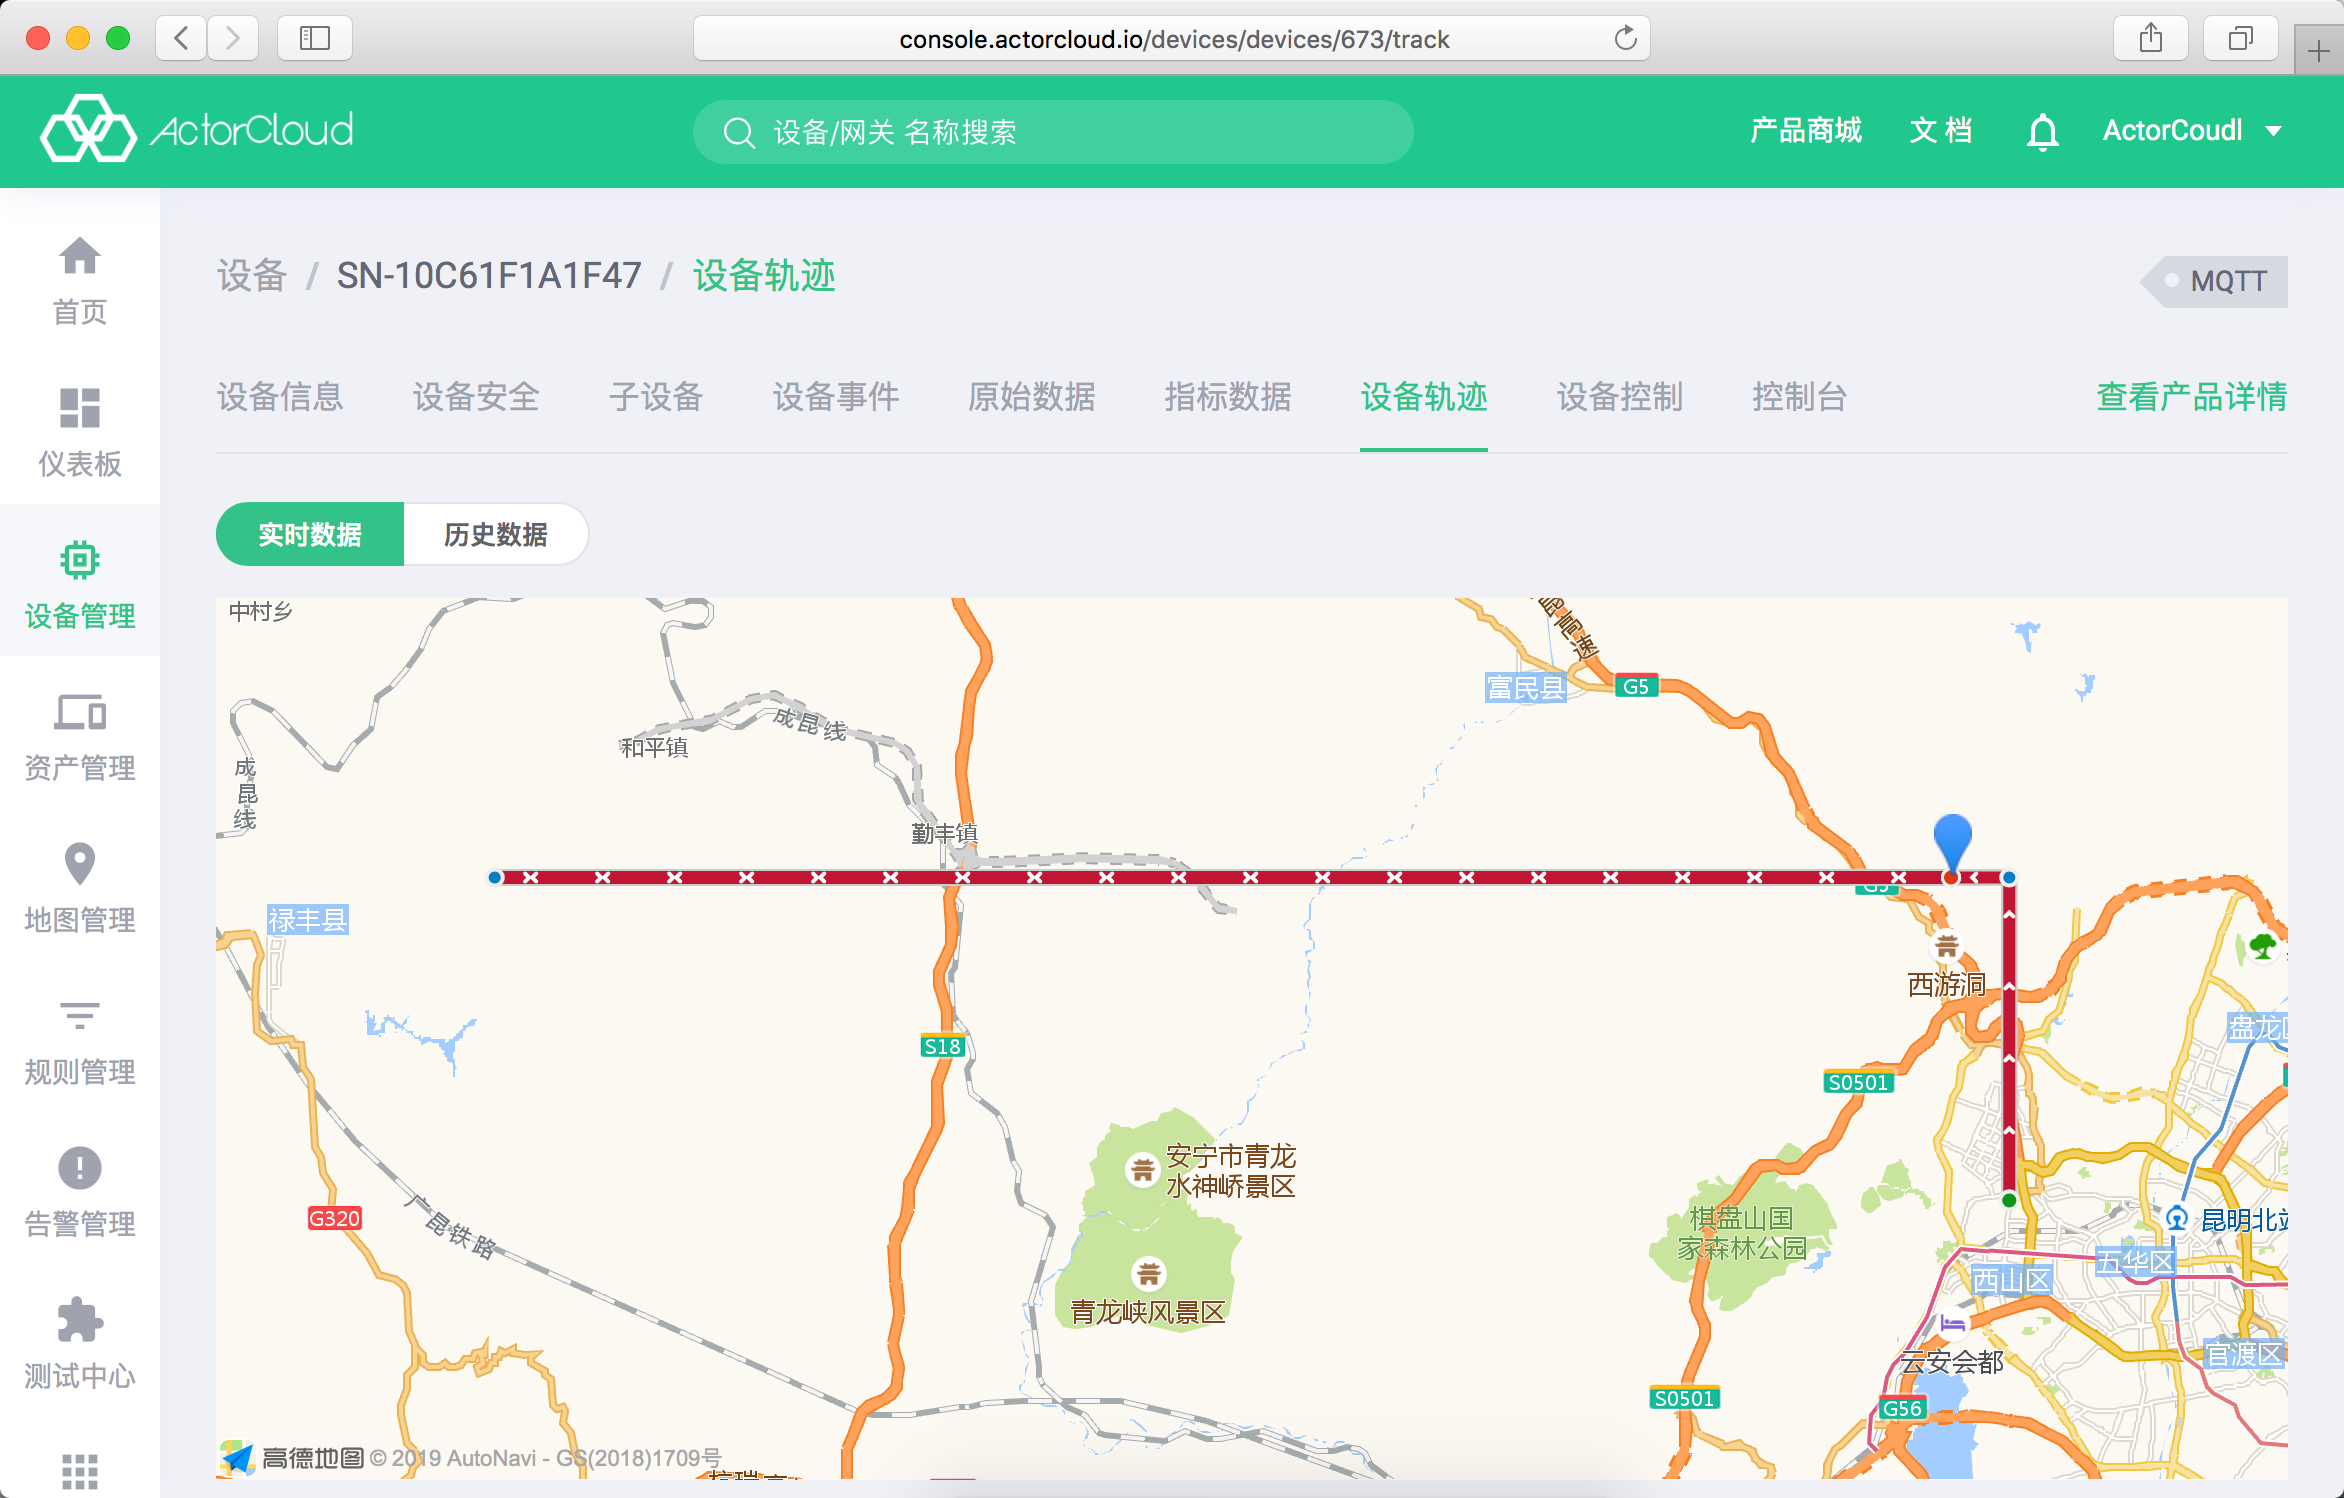 console.actorcloud.io/devices/devices/673/track
ActorCloud
设备/网关 名称搜索
产品商城
文 档
ActorCoudl
首页
仪表板
设备管理
资产管理
地图管理
规则管理
告警管理
测试中心
设备 / SN-10C61F1A1F47 / 设备轨迹
MQTT
设备信息
设备安全
子设备
设备事件
原始数据
指标数据
设备轨迹
设备控制
控制台
查看产品详情
实时数据
历史数据
中村乡
昆高速
富民县
G5
成昆线
和平镇
成昆线
勤丰镇
G5
禄丰县
西游洞
盘龙区
S18
S0501
安宁市青龙
水神峤景区
棋盘山国
家森林公园
G320
广昆铁路
昆明北站
五华区
西山区
青龙峡风景区
云安会都
官渡区
S0501
G56
高德地图 © 2019 AutoNavi - GS(2018)1709号